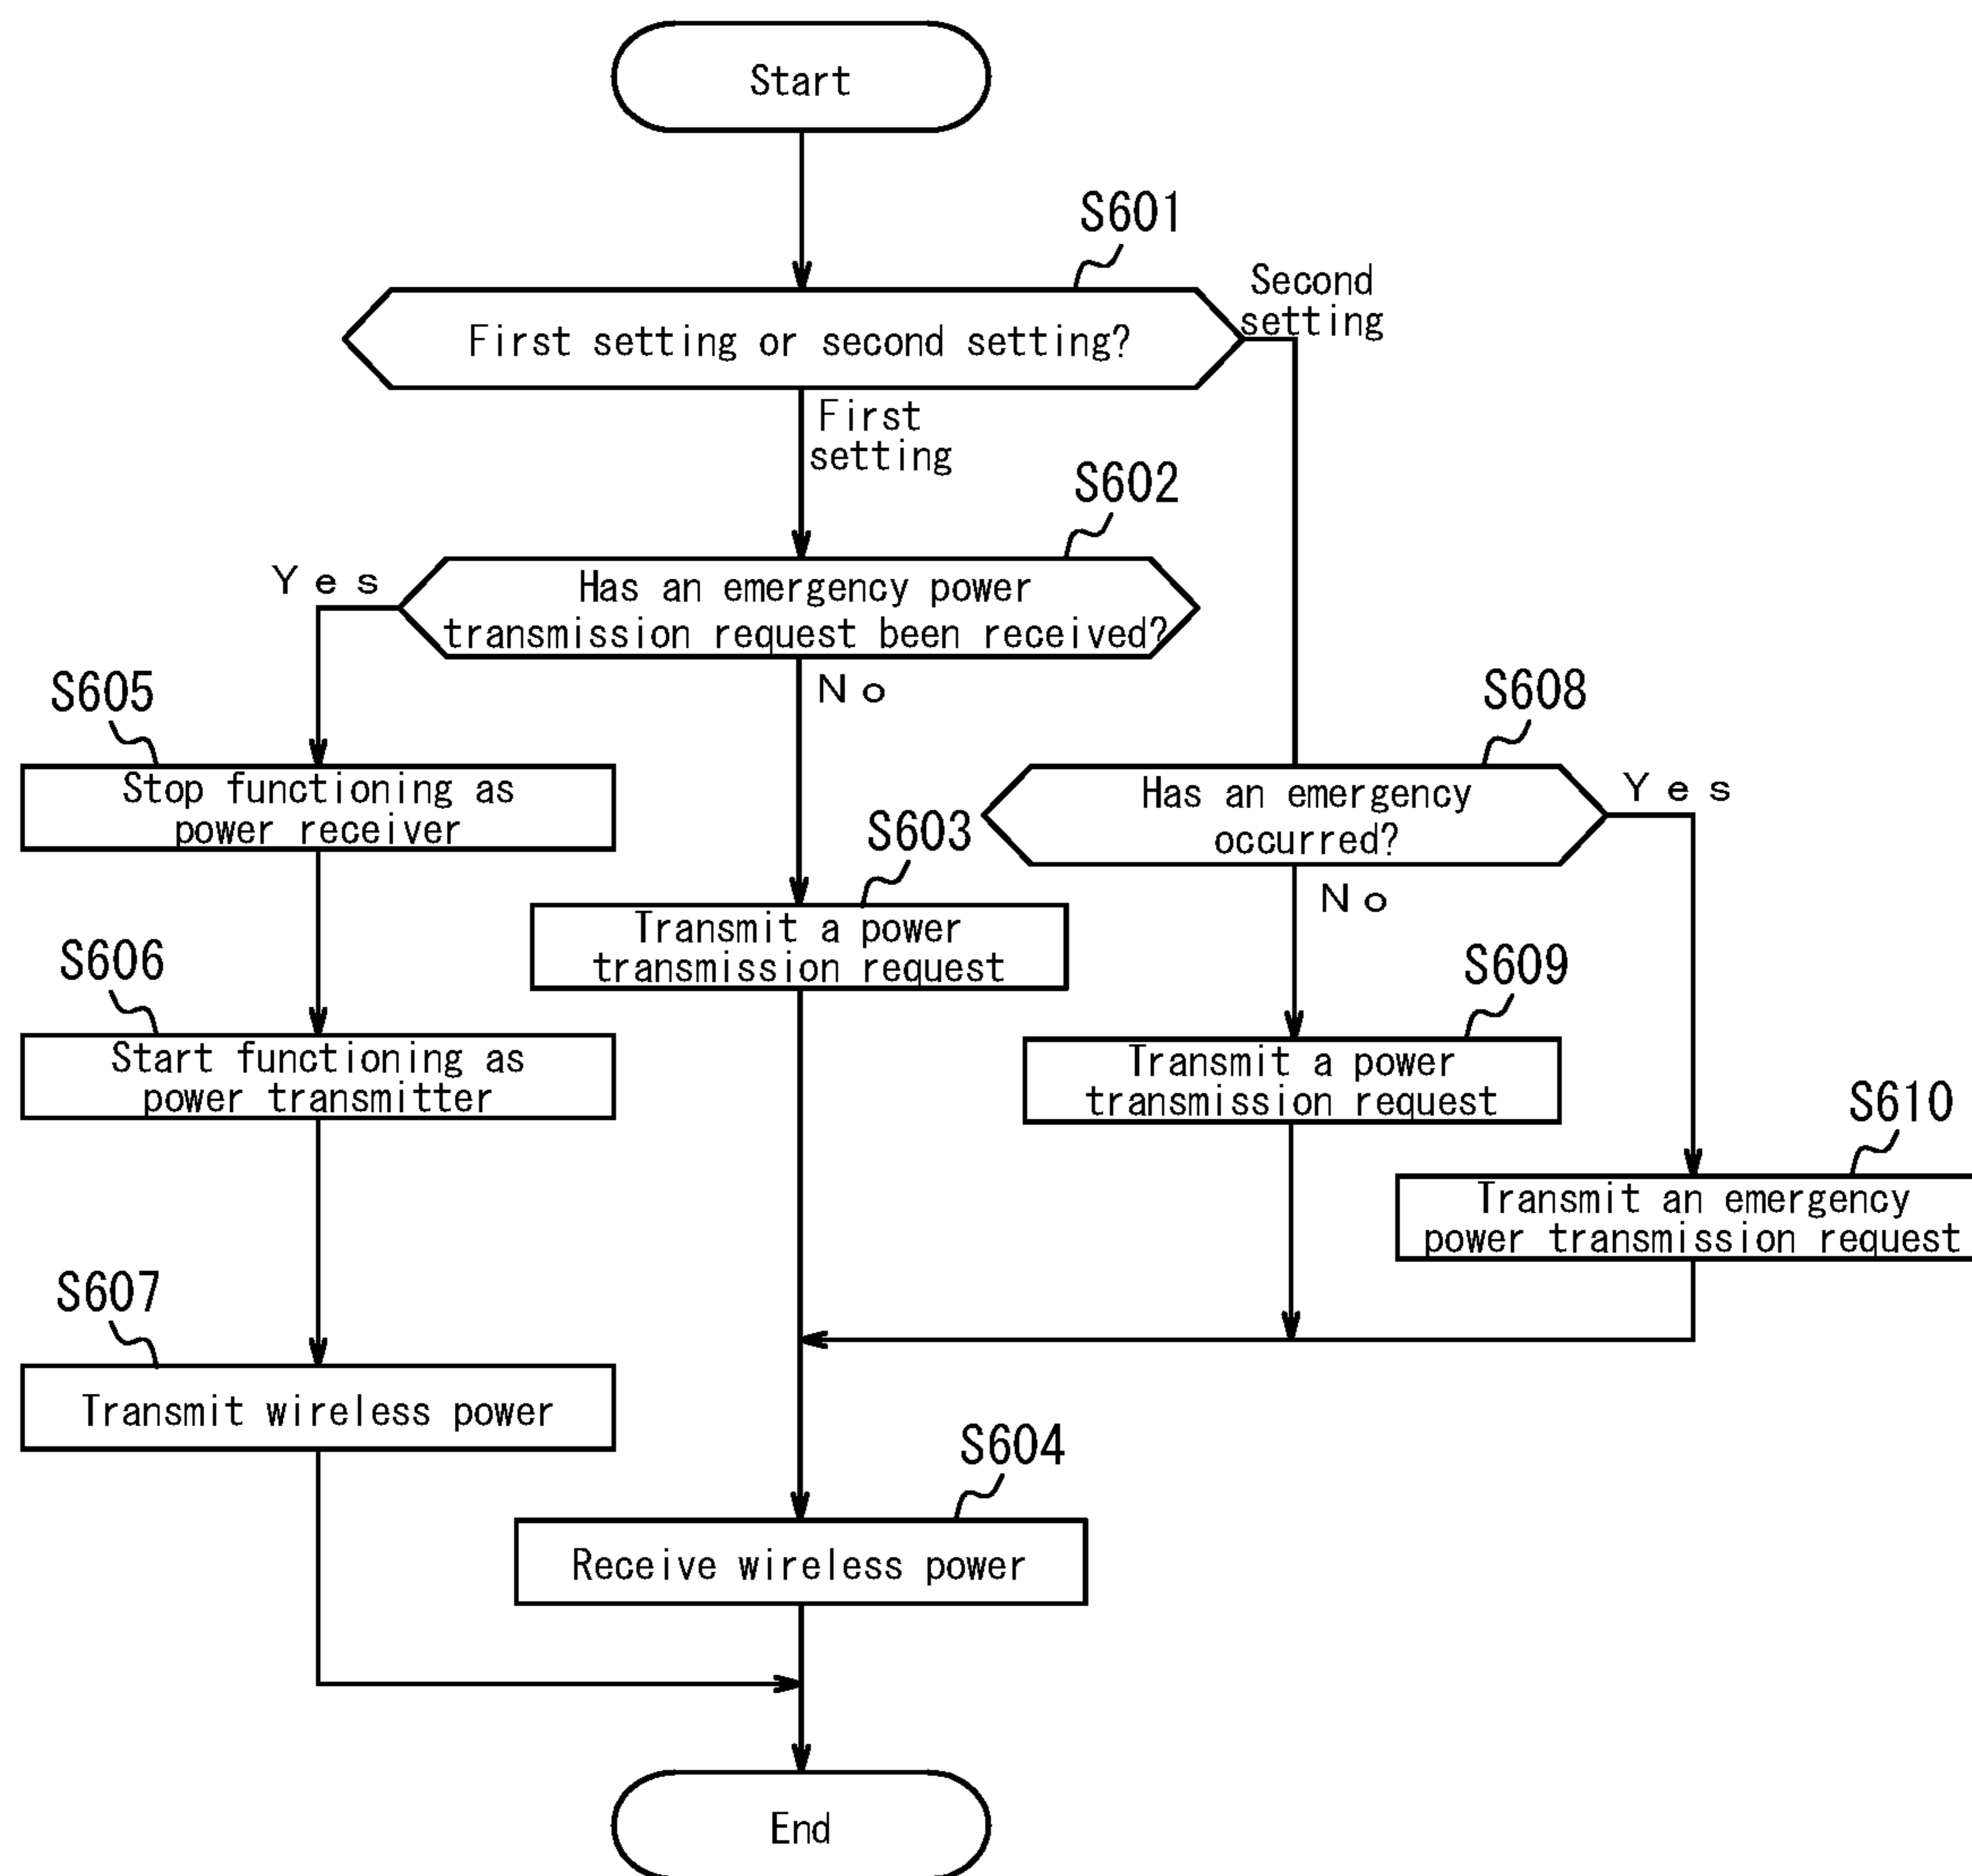 Start
S601
First setting or second setting?
Second
setting
First
setting
S602
Has an emergency power
transmission request been received?
Yes
No
S605
Stop functioning as
power receiver
S608
Has an emergency
occurred?
Yes
No
S603
Transmit a power
transmission request
S606
Start functioning as
power transmitter
S609
Transmit a power
transmission request
S610
Transmit an emergency
power transmission request
S607
Transmit wireless power
S604
Receive wireless power
End